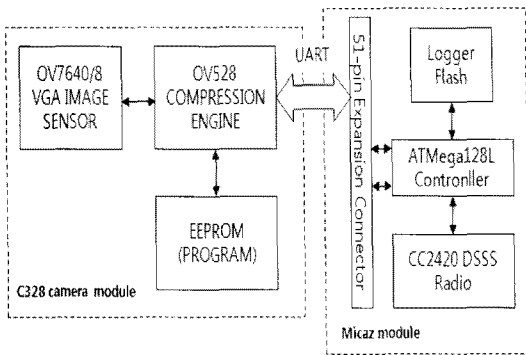 OV7640/8
VGA IMAGE
SENSOR
OV528
COMPRESSION
ENGINE
EEPROM
(PROGRAM)
C328 camera module
UART
51-pin Expansion Connector
Logger
Flash
ATMega128L
Contronller
CC2420 DSSS
Radio
Micaz module